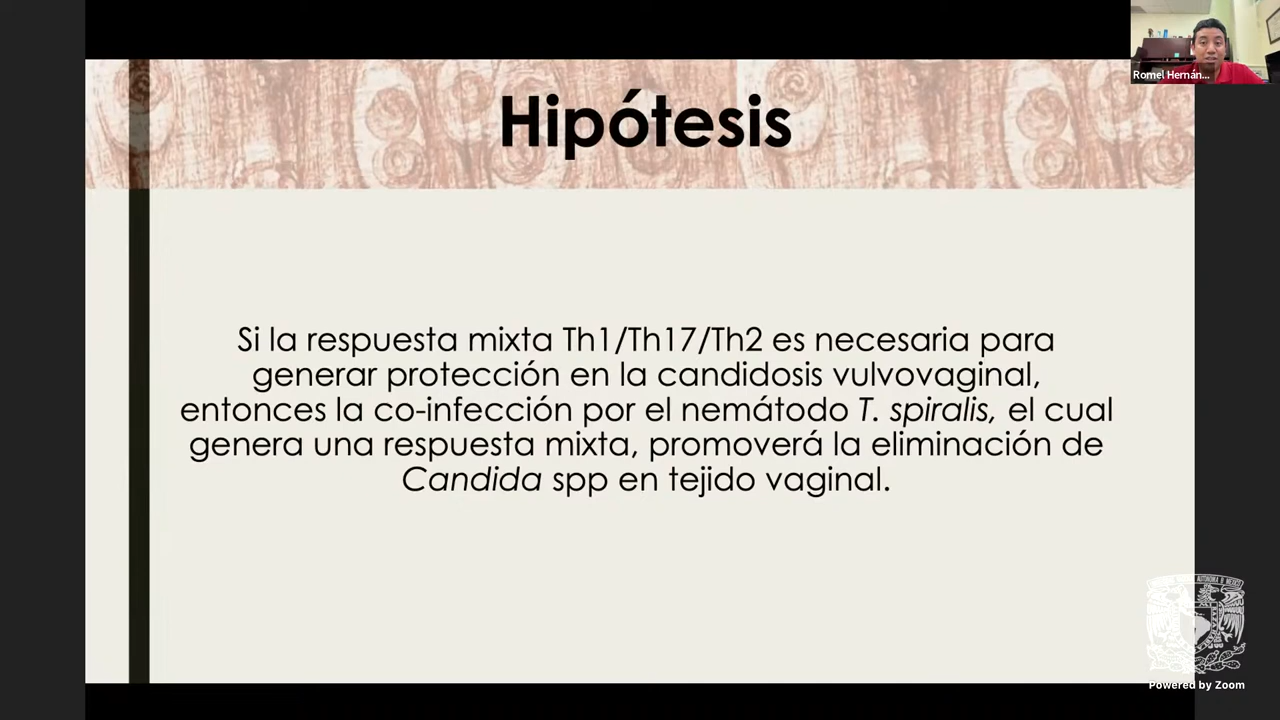 Romel Hernán...
Hipótesis
Si la respuesta mixta Th1/Th17/Th2 es necesaria para
generar protección en la candidosis vulvovaginal,
entonces la co-infección por el nemátodo T. spiralis, el cual
genera una respuesta mixta, promoverá la eliminación de
Candida spp en tejido vaginal.
Powered by Zoom